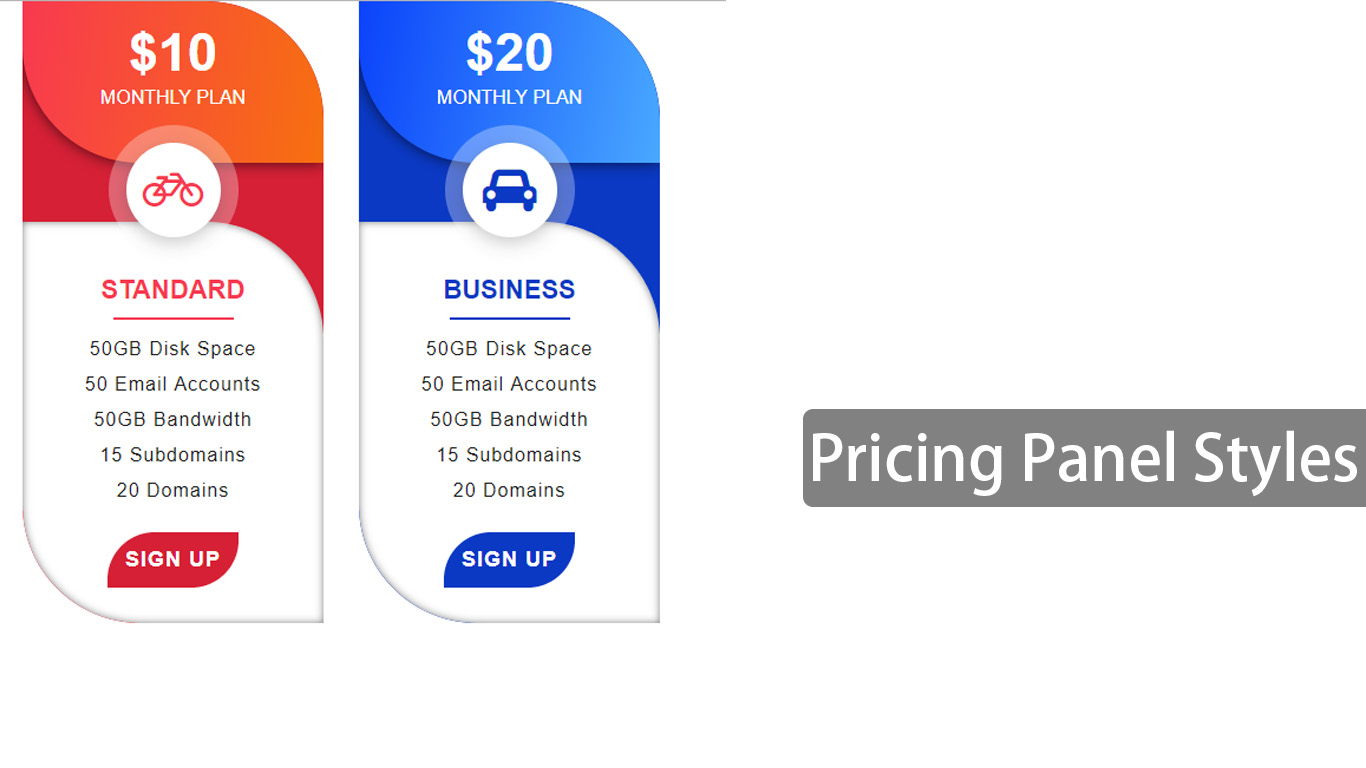 $10
MONTHLY PLAN
STANDARD
50GB Disk Space
50 Email Accounts
50GB Bandwidth
15 Subdomains
20 Domains
SIGN UP
$20
MONTHLY PLAN
BUSINESS
50GB Disk Space
50 Email Accounts
50GB Bandwidth
15 Subdomains
20 Domains
SIGN UP
Pricing Panel Styles